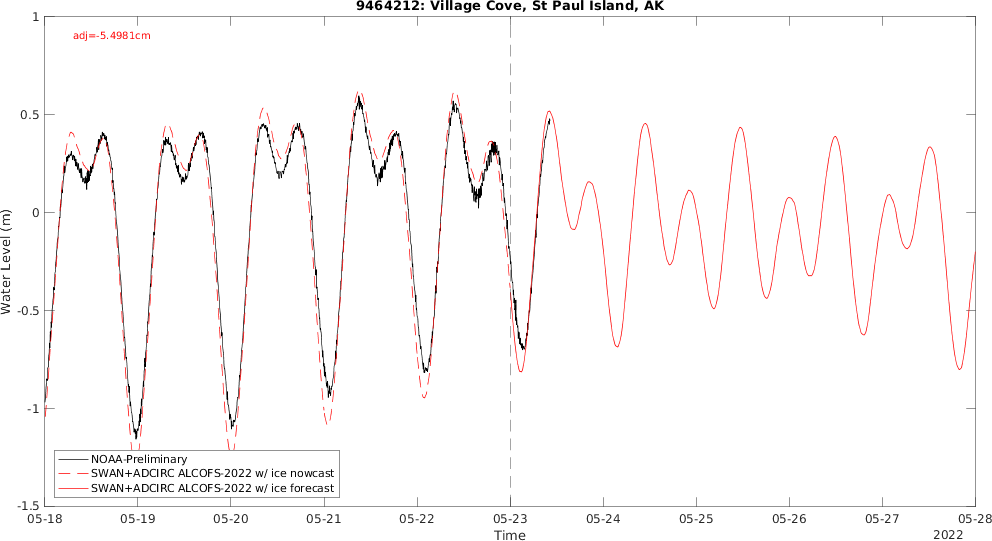 9464212: Village Cove, St Paul Island, AK
adj=-5.4981cm
1
0.5
0
-0.5
-1
-1.5
Water Level (m)
NOAA-Preliminary
SWAN+ADCIRC ALCOFS-2022 w/ ice nowcast
SWAN+ADCIRC ALCOFS-2022 w/ ice forecast
05-18 05-19 05-20 05-21 05-22 05-23 05-24 05-25 05-26 05-27 05-28
Time
2022